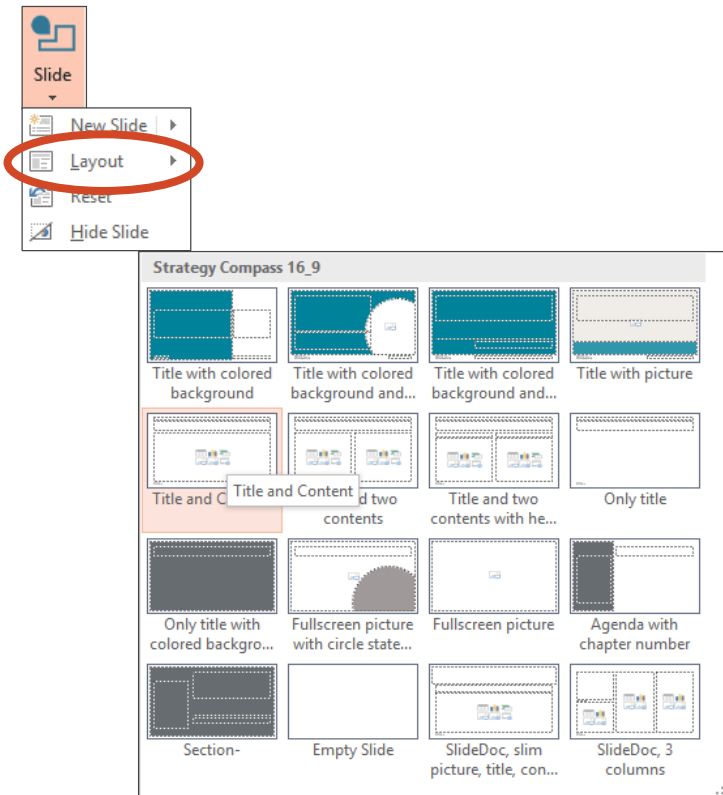 Slide
New Slide
Layout
Reset
Hide Slide
Strategy Compass 16_9
Title with colored
background
Title with colored
background and...
Title with colored
background and...
Title with picture
Title and C
Title and Content
d two
contents
Title and two
contents with he...
Only title
Only title with
colored backgro...
Fullscreen picture
with circle state...
Fullscreen picture
Agenda with
chapter number
Section-
Empty Slide
SlideDoc, slim
picture, title, con...
SlideDoc, 3
columns